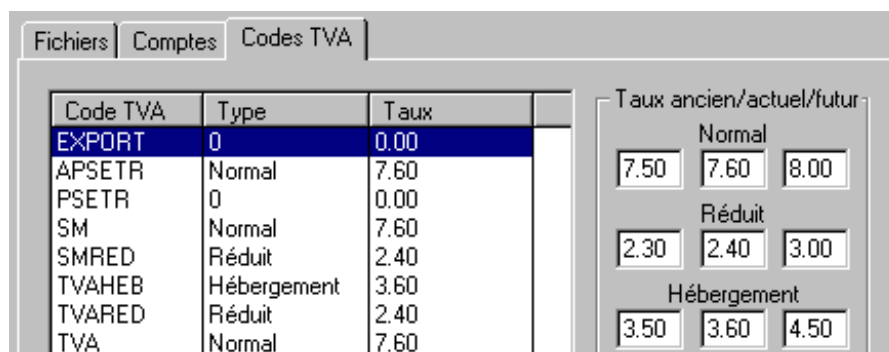 Fichiers Comptes Codes TVA
Code TVA Type Taux
EXPORT 0 0.00
APSETR Normal 7.60
PSETR 0 0.00
SM Normal 7.60
SMRED Réduit 2.40
TVAHEB Hébergement 3.60
TVARED Réduit 2.40
TVA Normal 7.60
Taux ancien/actuel/futur
Normal
7.50 7.60 8.00
Réduit
2.30 2.40 3.00
Hébergement
3.50 3.60 4.50